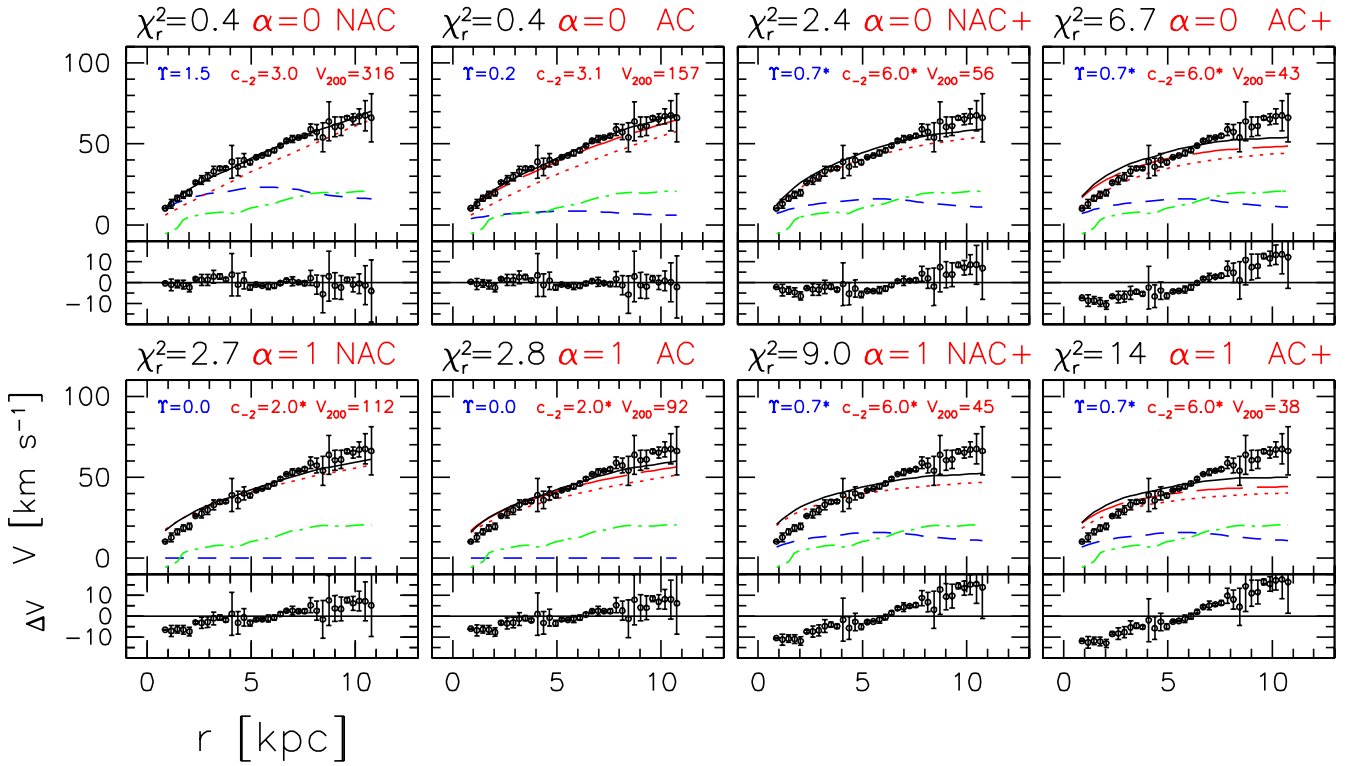 χ²ᵣ=0.4 α=0 NAC χ²ᵣ=0.4 α=0 AC χ²ᵣ=2.4 α=0 NAC+ χ²ᵣ=6.7 α=0 AC+
100
ϒ=1.5 c₋₂=3.0 V₂₀₀=316 ϒ=0.2 c₋₂=3.1 V₂₀₀=157 ϒ=0.7* c₋₂=6.0* V₂₀₀=56 ϒ=0.7* c₋₂=6.0* V₂₀₀=43
50
0
10
0
−10
χ²ᵣ=2.7 α=1 NAC χ²ᵣ=2.8 α=1 AC χ²ᵣ=9.0 α=1 NAC+ χ²ᵣ=14 α=1 AC+
100
ϒ=0.0 c₋₂=2.0* V₂₀₀=112 ϒ=0.0 c₋₂=2.0* V₂₀₀=92 ϒ=0.7* c₋₂=6.0* V₂₀₀=45 ϒ=0.7* c₋₂=6.0* V₂₀₀=38
50
0
V [km s⁻¹]
10
0
−10
ΔV
0 5 10 0 5 10 0 5 10 0 5 10
r [kpc]